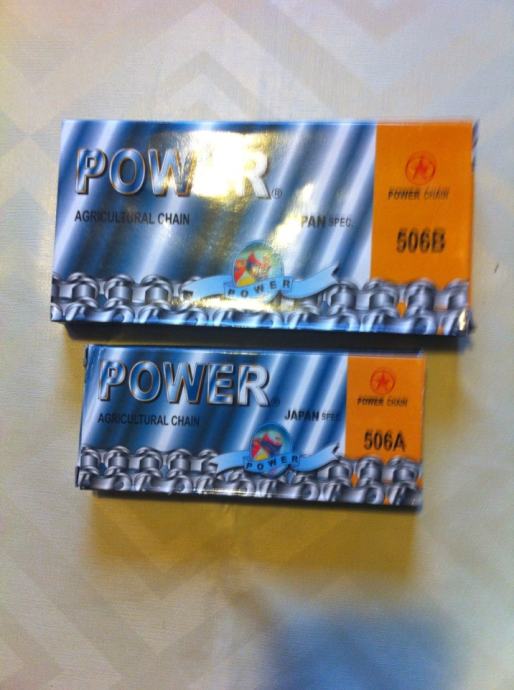 POWER®
AGRICULTURAL CHAIN
PAN SPEC.
POWER
POWER CHAIN
506B
POWER®
AGRICULTURAL CHAIN
JAPAN SPEC.
POWER
POWER CHAIN
506A